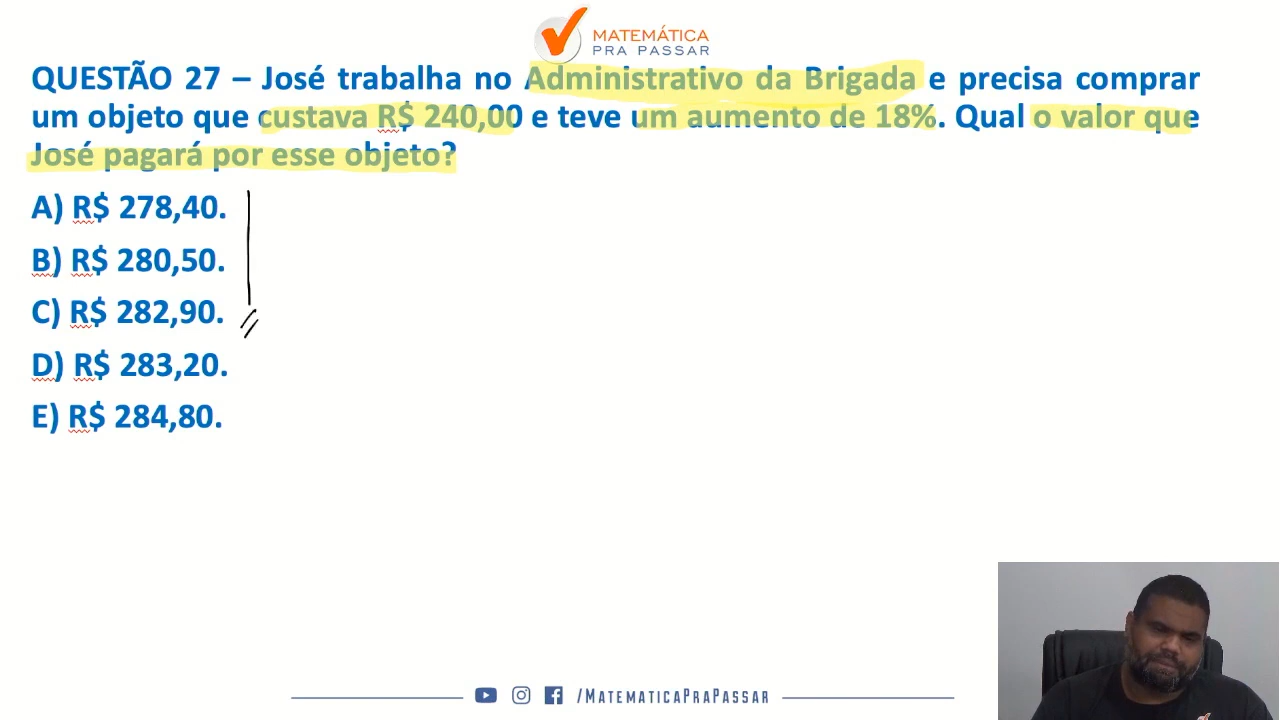 MATEMÁTICA
PRA PASSAR
QUESTÃO 27 – José trabalha no Administrativo da Brigada e precisa comprar
um objeto que custava R$ 240,00 e teve um aumento de 18%. Qual o valor que
José pagará por esse objeto?
A) R$ 278,40.
B) R$ 280,50.
C) R$ 282,90.
D) R$ 283,20.
E) R$ 284,80.
/MatematicaPraPassar